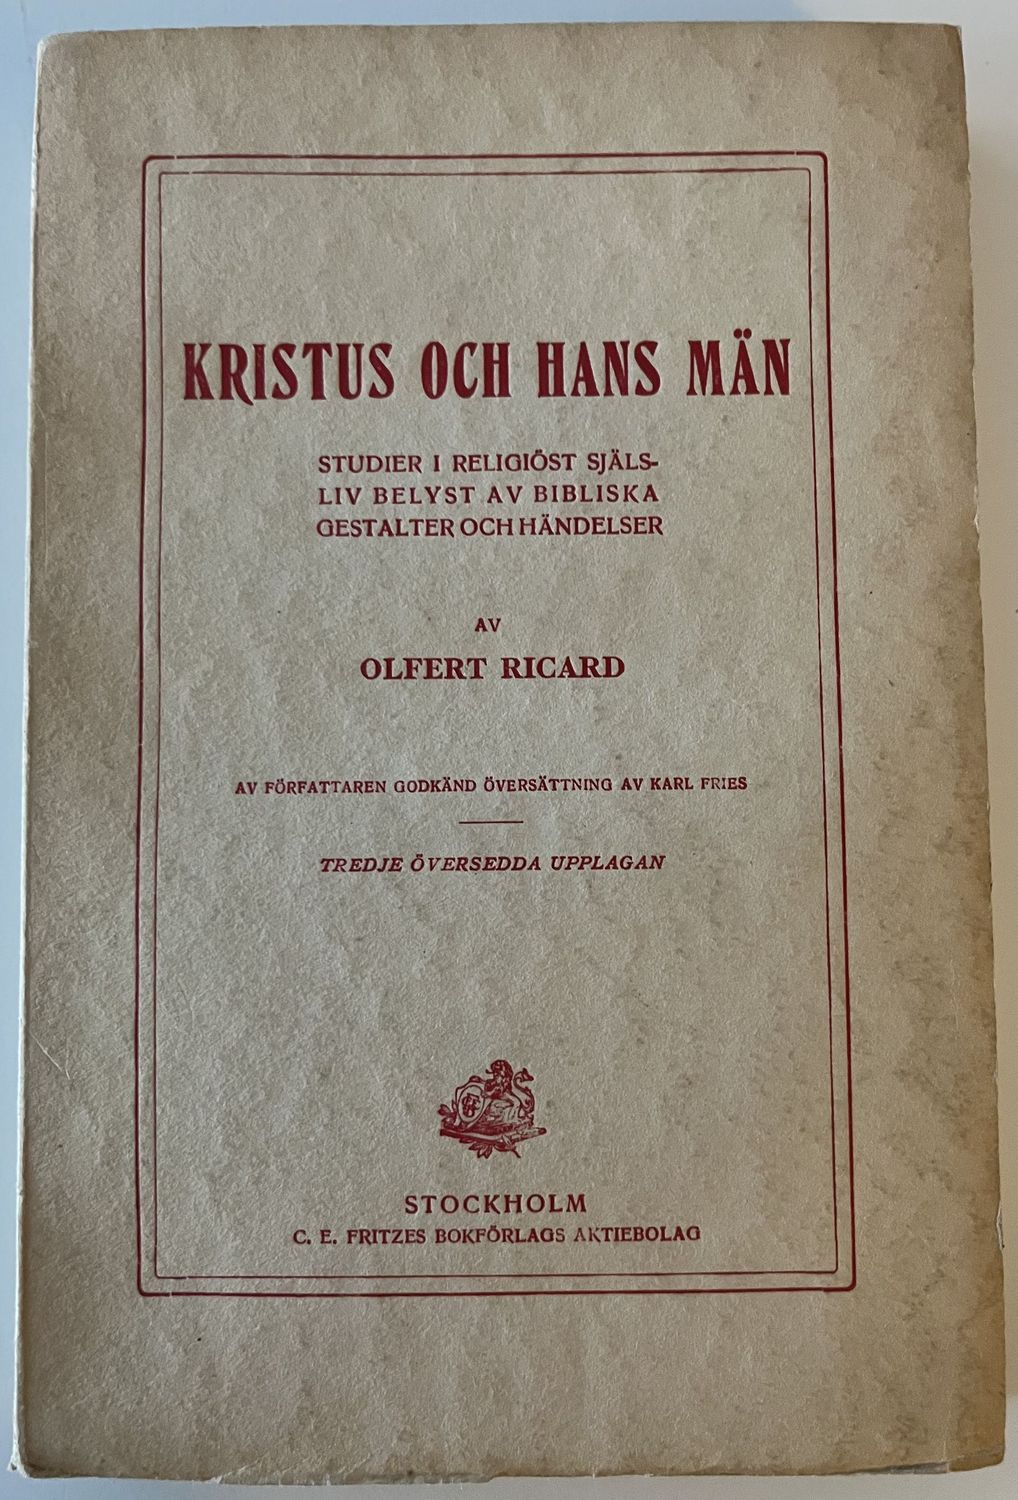 KRISTUS OCH HANS MÄN
STUDIER I RELIGIÖST SJÄLS-
LIV BELYST AV BIBLISKA
GESTALTER OCH HÄNDELSER
AV
OLFERT RICARD
AV FÖRFATTAREN GODKÄND ÖVERSÄTTNING AV KARL FRIES
TREDJE ÖVERSEDDA UPPLAGAN
STOCKHOLM
C. E. FRITZES BOKFÖRLAGS AKTIEBOLAG